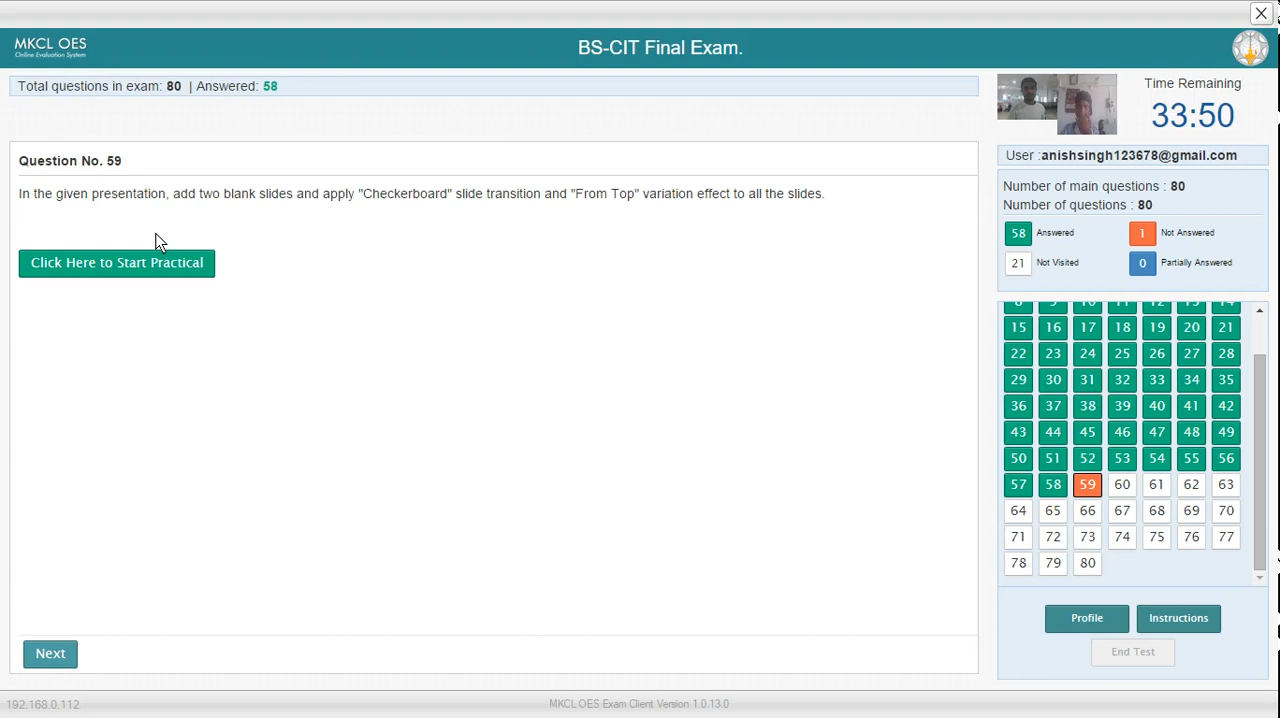 MKCL OES
Online Evaluation System
BS-CIT Final Exam.
Total questions in exam: 80 | Answered: 58
Time Remaining
33:50
Question No. 59
In the given presentation, add two blank slides and apply "Checkerboard" slide transition and "From Top" variation effect to all the slides.
Click Here to Start Practical
Next
User :anishsingh123678@gmail.com
Number of main questions : 80
Number of questions : 80
58 Answered 1 Not Answered
21 Not Visited 0 Partially Answered
8 9 10 11 12 13 14
15 16 17 18 19 20 21
22 23 24 25 26 27 28
29 30 31 32 33 34 35
36 37 38 39 40 41 42
43 44 45 46 47 48 49
50 51 52 53 54 55 56
57 58 59 60 61 62 63
64 65 66 67 68 69 70
71 72 73 74 75 76 77
78 79 80
Profile Instructions
End Test
192.168.0.112
MKCL OES Exam Client Version 1.0.13.0